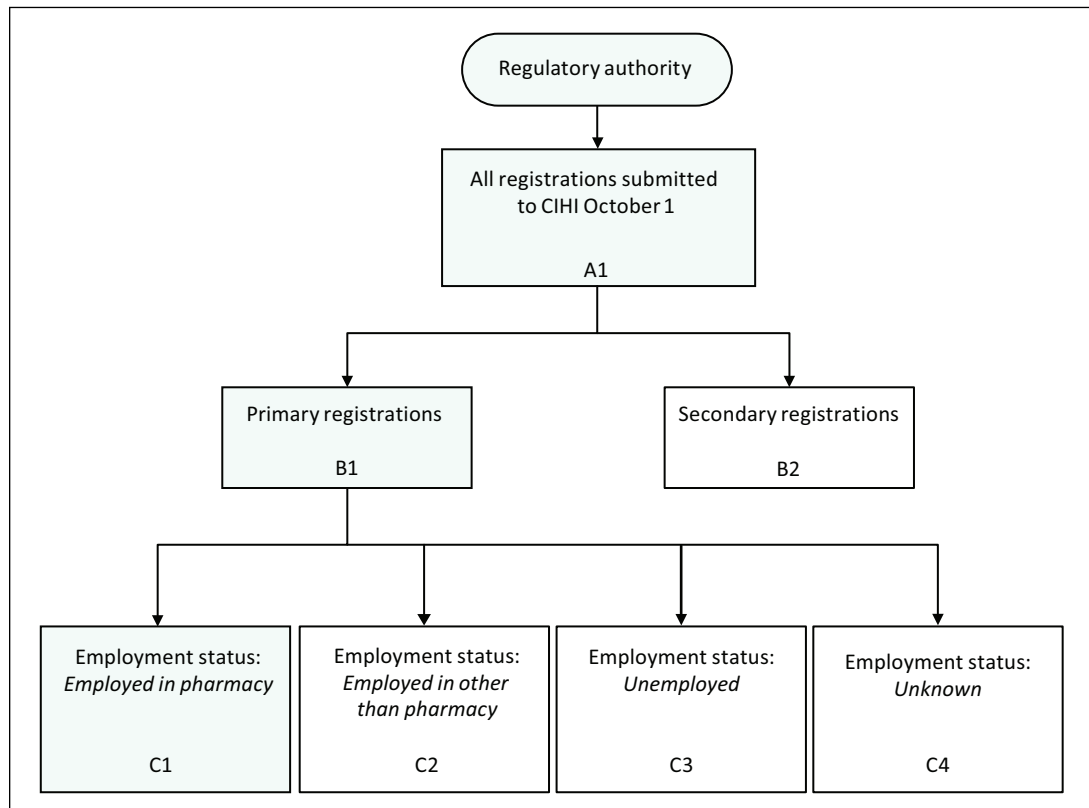 Regulatory authority
All registrations submitted
to CIHI October 1
A1
Primary registrations
B1
Secondary registrations
B2
Employment status:
Employed in pharmacy
C1
Employment status:
Employed in other
than pharmacy
C2
Employment status:
Unemployed
C3
Employment status:
Unknown
C4